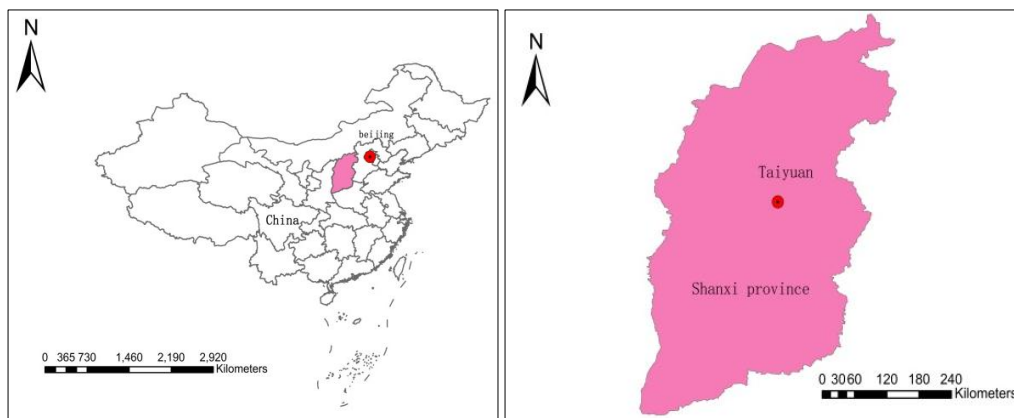 N
beijing
China
0 365 730 1,460 2,190 2,920
Kilometers
N
Taiyuan
Shanxi province
0 30 60 120 180 240
Kilometers